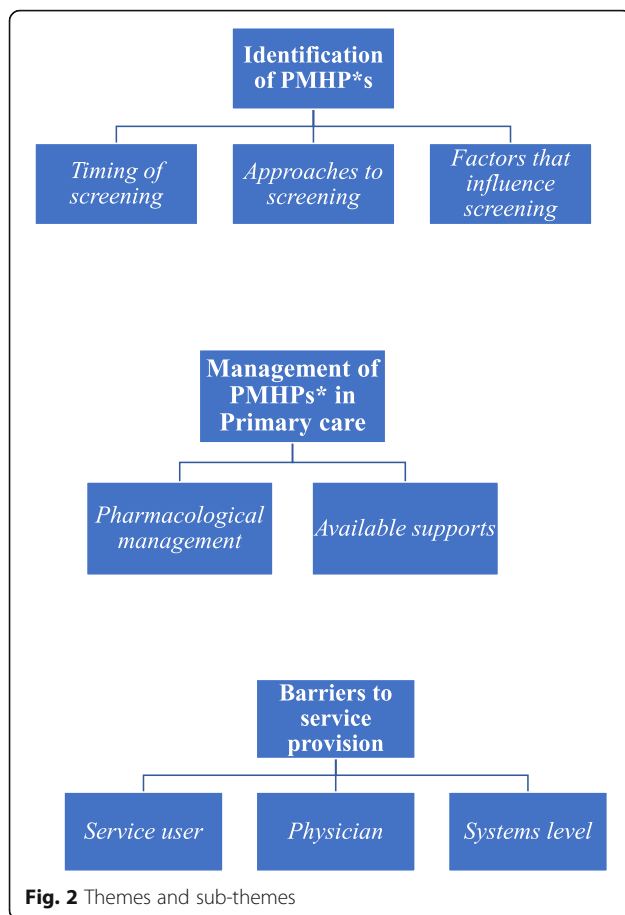 Identification
of PMHP*s
Timing of
screening
Approaches to
screening
Factors that
influence
screening
Management of
PMHPs* in
Primary care
Pharmacological
management
Available supports
Barriers to
service
provision
Service user
Physician
Systems level
Fig. 2 Themes and sub-themes